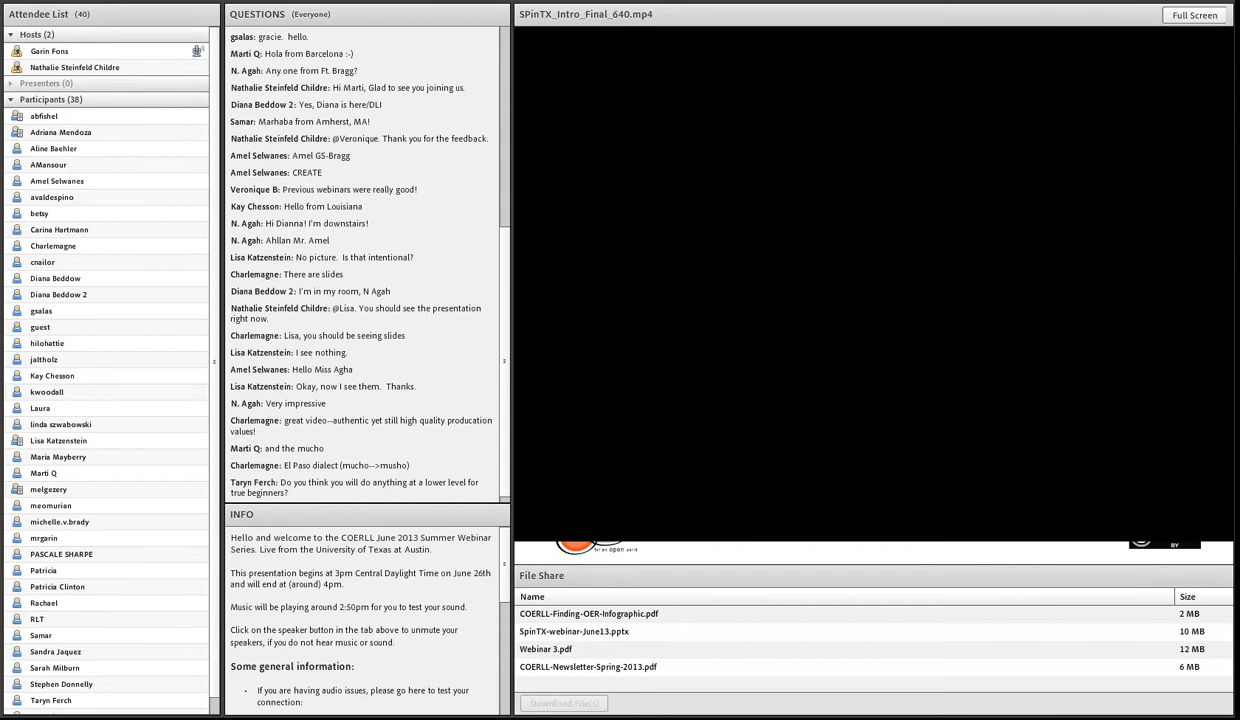 Attendee List (40)
Hosts (2)
Garin Fons
Nathalie Steinfeld Childre
Presenters (0)
Participants (38)
abfishel
Adriana Mendoza
Aline Baehler
AMansour
Amel Selwanes
avaldespino
betsy
Carina Hartmann
Charlemagne
cnailor
Diana Beddow
Diana Beddow 2
gsalas
guest
hilohattie
jaltholz
Kay Chesson
kwoodall
Laura
linda szwabowski
Lisa Katzenstein
Maria Mayberry
Marti Q
melgezery
meomurian
michelle.v.brady
mrgarin
PASCALE SHARPE
Patricia
Patricia Clinton
Rachael
RLT
Samar
Sandra Jaquez
Sarah Milburn
Stephen Donnelly
Taryn Ferch
QUESTIONS (Everyone)
gsalas: gracie. hello.
Marti Q: Hola from Barcelona :-)
N. Agah: Any one from Ft. Bragg?
Nathalie Steinfeld Childre: Hi Marti, Glad to see you joining us.
Diana Beddow 2: Yes, Diana is here/DLI
Samar: Marhaba from Amherst, MA!
Nathalie Steinfeld Childre: @Veronique. Thank you for the feedback.
Amel Selwanes: Amel GS-Bragg
Amel Selwanes: CREATE
Veronique B: Previous webinars were really good!
Kay Chesson: Hello from Louisiana
N. Agah: Hi Dianna! I'm downstairs!
N. Agah: Ahllan Mr. Amel
Lisa Katzenstein: No picture. Is that intentional?
Charlemagne: There are slides
Diana Beddow 2: I'm in my room, N Agah
Nathalie Steinfeld Childre: @Lisa. You should see the presentation
right now.
Charlemagne: Lisa, you should be seeing slides
Lisa Katzenstein: I see nothing.
Amel Selwanes: Hello Miss Agha
Lisa Katzenstein: Okay, now I see them. Thanks.
N. Agah: Very impressive
Charlemagne: great video--authentic yet still high quality producation
values!
Marti Q: and the mucho
Charlemagne: El Paso dialect (mucho-->musho)
Taryn Ferch: Do you think you will do anything at a lower level for
true beginners?
INFO
Hello and welcome to the COERLL June 2013 Summer Webinar
Series. Live from the University of Texas at Austin.
This presentation begins at 3pm Central Daylight Time on June 26th
and will end at (around) 4pm.
Music will be playing around 2:50pm for you to test your sound.
Click on the speaker button in the tab above to unmute your
speakers, if you do not hear music or sound.
Some general information:
• If you are having audio issues, please go here to test your
connection:
SPinTX_Intro_Final_640.mp4
Full Screen
for an open world
BY
File Share
Name Size
COERLL-Finding-OER-Infographic.pdf 2 MB
SpinTX-webinar-June13.pptx 10 MB
Webinar 3.pdf 12 MB
COERLL-Newsletter-Spring-2013.pdf 6 MB
Download File(s)